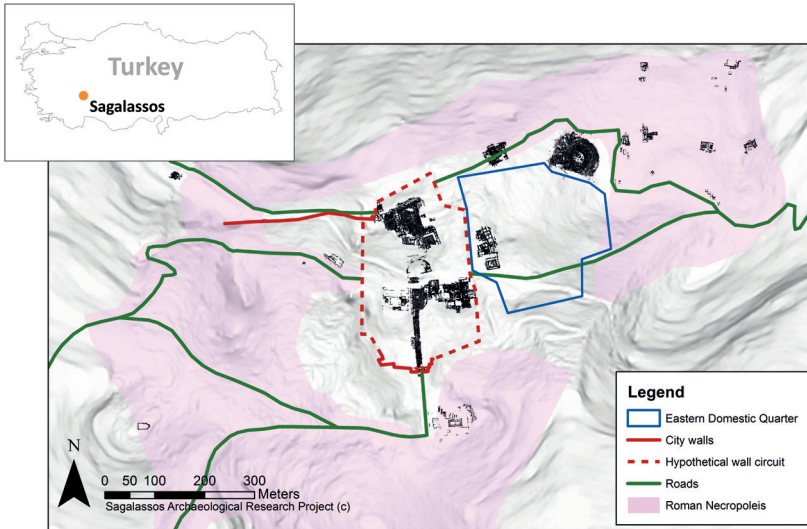 Turkey
Sagalassos
N
0 50 100 200 300
Meters
Sagalassos Archaeological Research Project (c)
Legend
Eastern Domestic Quarter
City walls
Hypothetical wall circuit
Roads
Roman Necropoleis